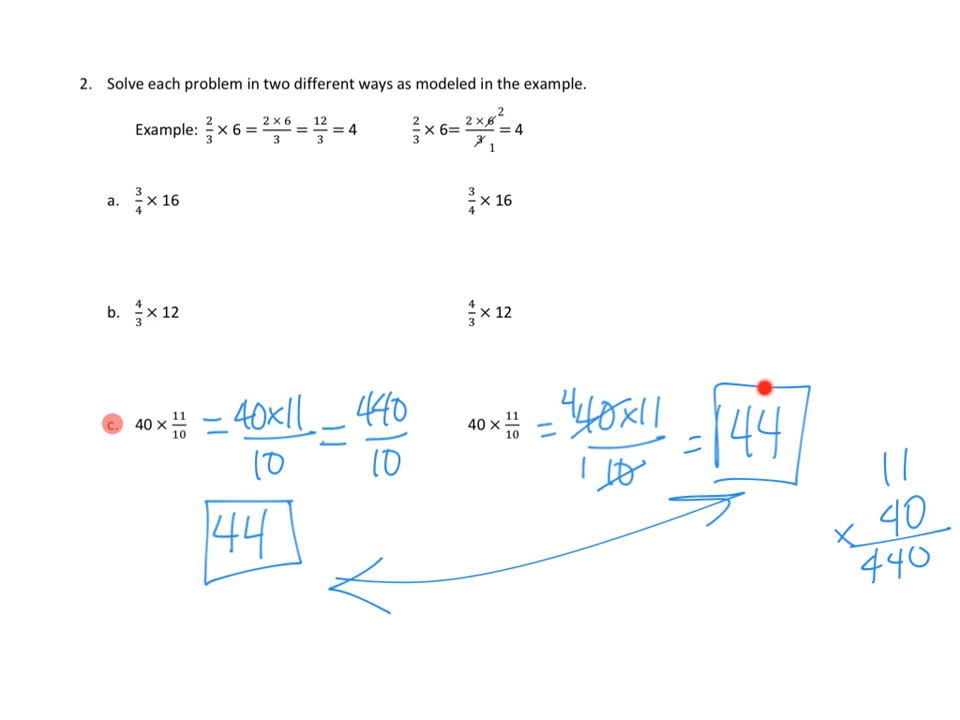 2. Solve each problem in two different ways as modeled in the example.
Example: 2/3 × 6 = (2 × 6)/3 = 12/3 = 4    2/3 × 6= (2 × 6)/3 2 1 = 4
a. 3/4 × 16    3/4 × 16
b. 4/3 × 12    4/3 × 12
c. 40 × 11/10 = 40×11/10 = 440/10    40 × 11/10 = 4 40×11/1 10 = 44
44
11
× 40
440